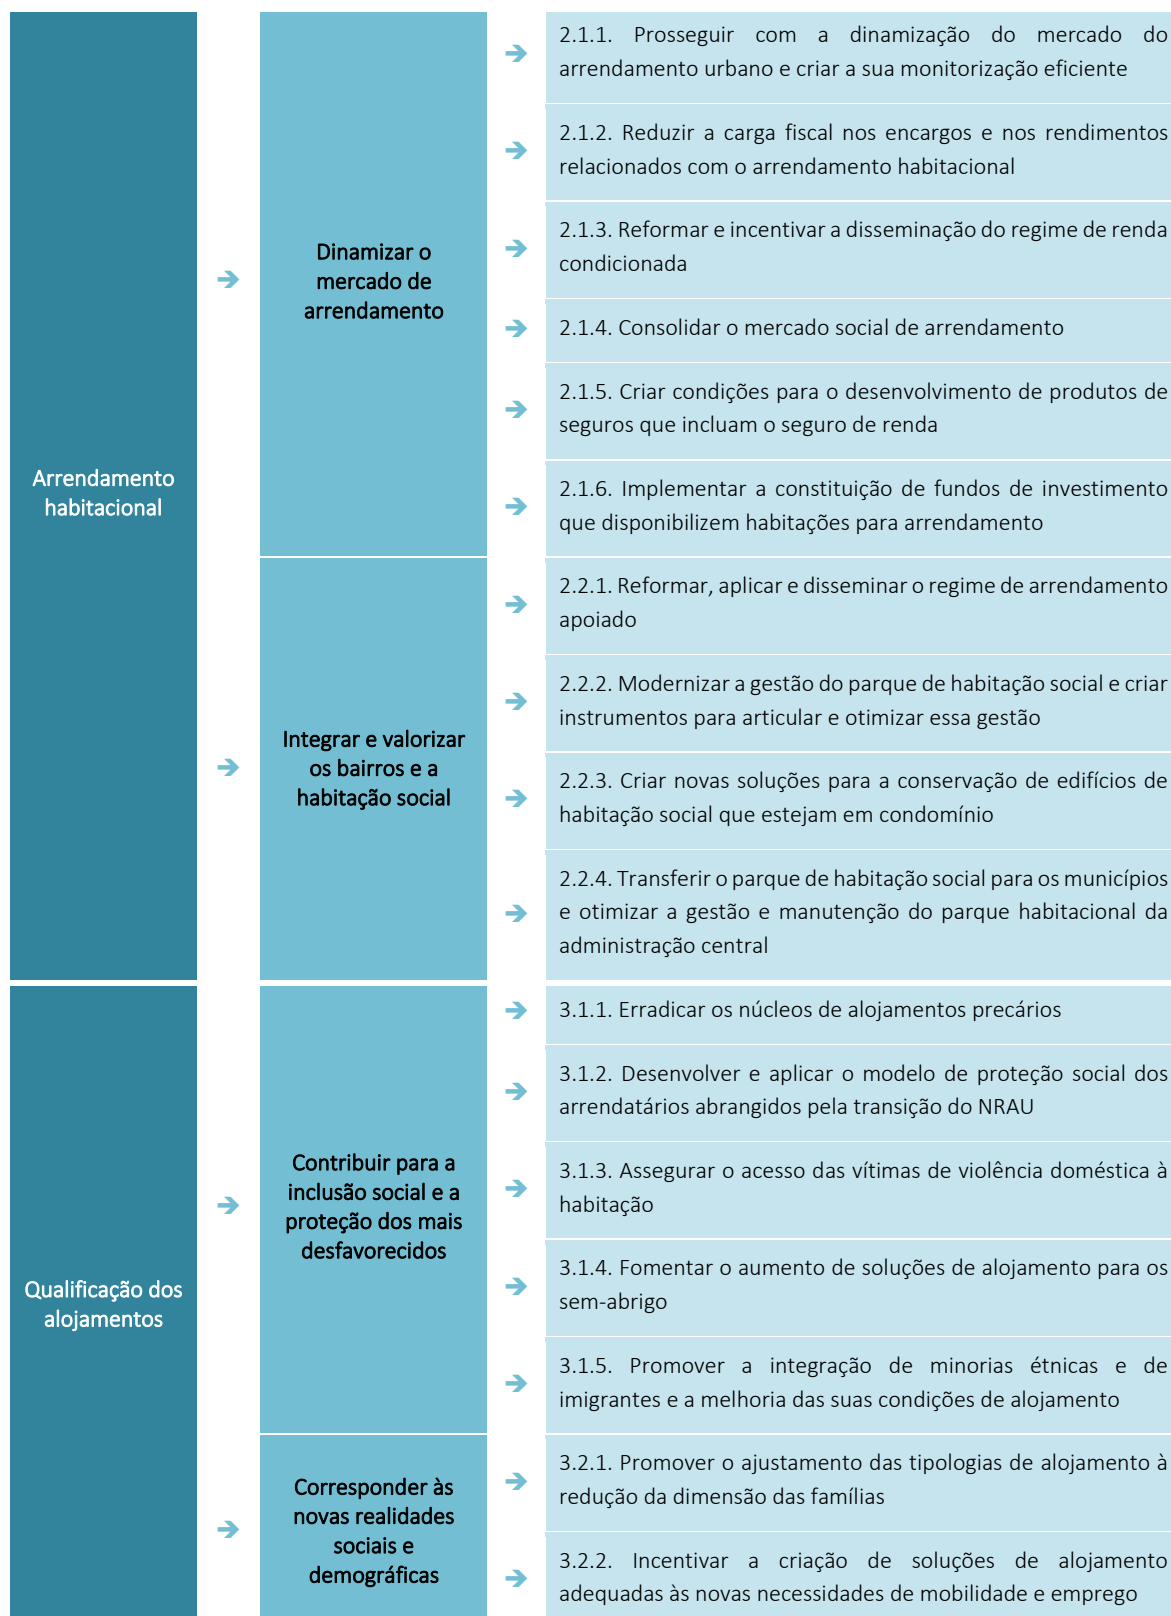 Arrendamento
habitacional
Dinamizar o
mercado de
arrendamento
2.1.1. Prosseguir com a dinamização do mercado do
arrendamento urbano e criar a sua monitorização eficiente
2.1.2. Reduzir a carga fiscal nos encargos e nos rendimentos
relacionados com o arrendamento habitacional
2.1.3. Reformar e incentivar a disseminação do regime de renda
condicionada
2.1.4. Consolidar o mercado social de arrendamento
2.1.5. Criar condições para o desenvolvimento de produtos de
seguros que incluam o seguro de renda
2.1.6. Implementar a constituição de fundos de investimento
que disponibilizem habitações para arrendamento
Integrar e valorizar
os bairros e a
habitação social
2.2.1. Reformar, aplicar e disseminar o regime de arrendamento
apoiado
2.2.2. Modernizar a gestão do parque de habitação social e criar
instrumentos para articular e otimizar essa gestão
2.2.3. Criar novas soluções para a conservação de edifícios de
habitação social que estejam em condomínio
2.2.4. Transferir o parque de habitação social para os municípios
e otimizar a gestão e manutenção do parque habitacional da
administração central
Qualificação dos
alojamentos
Contribuir para a
inclusão social e a
proteção dos mais
desfavorecidos
3.1.1. Erradicar os núcleos de alojamentos precários
3.1.2. Desenvolver e aplicar o modelo de proteção social dos
arrendatários abrangidos pela transição do NRAU
3.1.3. Assegurar o acesso das vítimas de violência doméstica à
habitação
3.1.4. Fomentar o aumento de soluções de alojamento para os
sem-abrigo
3.1.5. Promover a integração de minorias étnicas e de
imigrantes e a melhoria das suas condições de alojamento
Corresponder às
novas realidades
sociais e
demográficas
3.2.1. Promover o ajustamento das tipologias de alojamento à
redução da dimensão das famílias
3.2.2. Incentivar a criação de soluções de alojamento
adequadas às novas necessidades de mobilidade e emprego